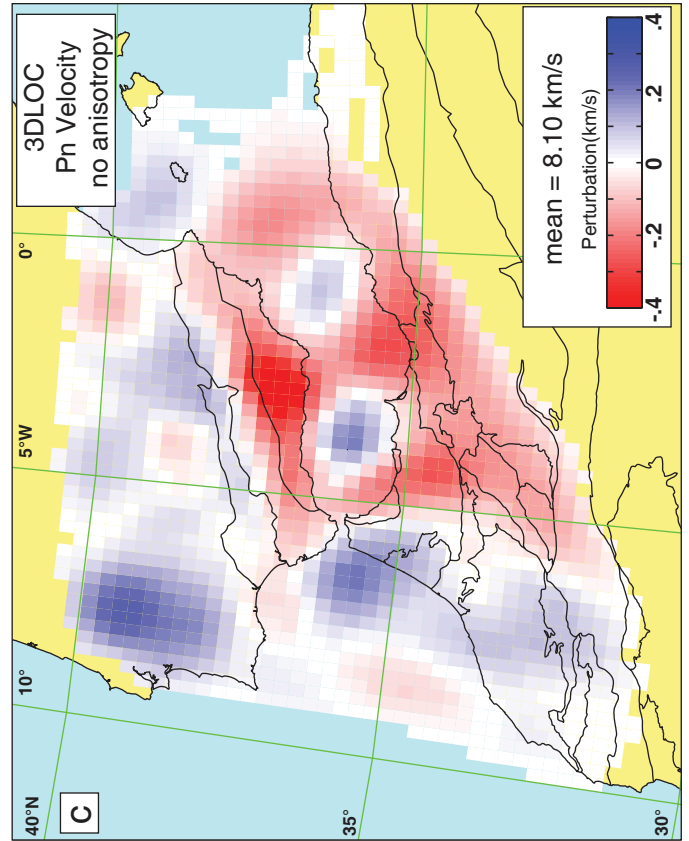 3DLOC
Pn Velocity
no anisotropy
0°
5°W
10°
40°N
35°
30°
C
mean = 8.10 km/s
Perturbation(km/s)
-.4 -.2 0 .2 .4